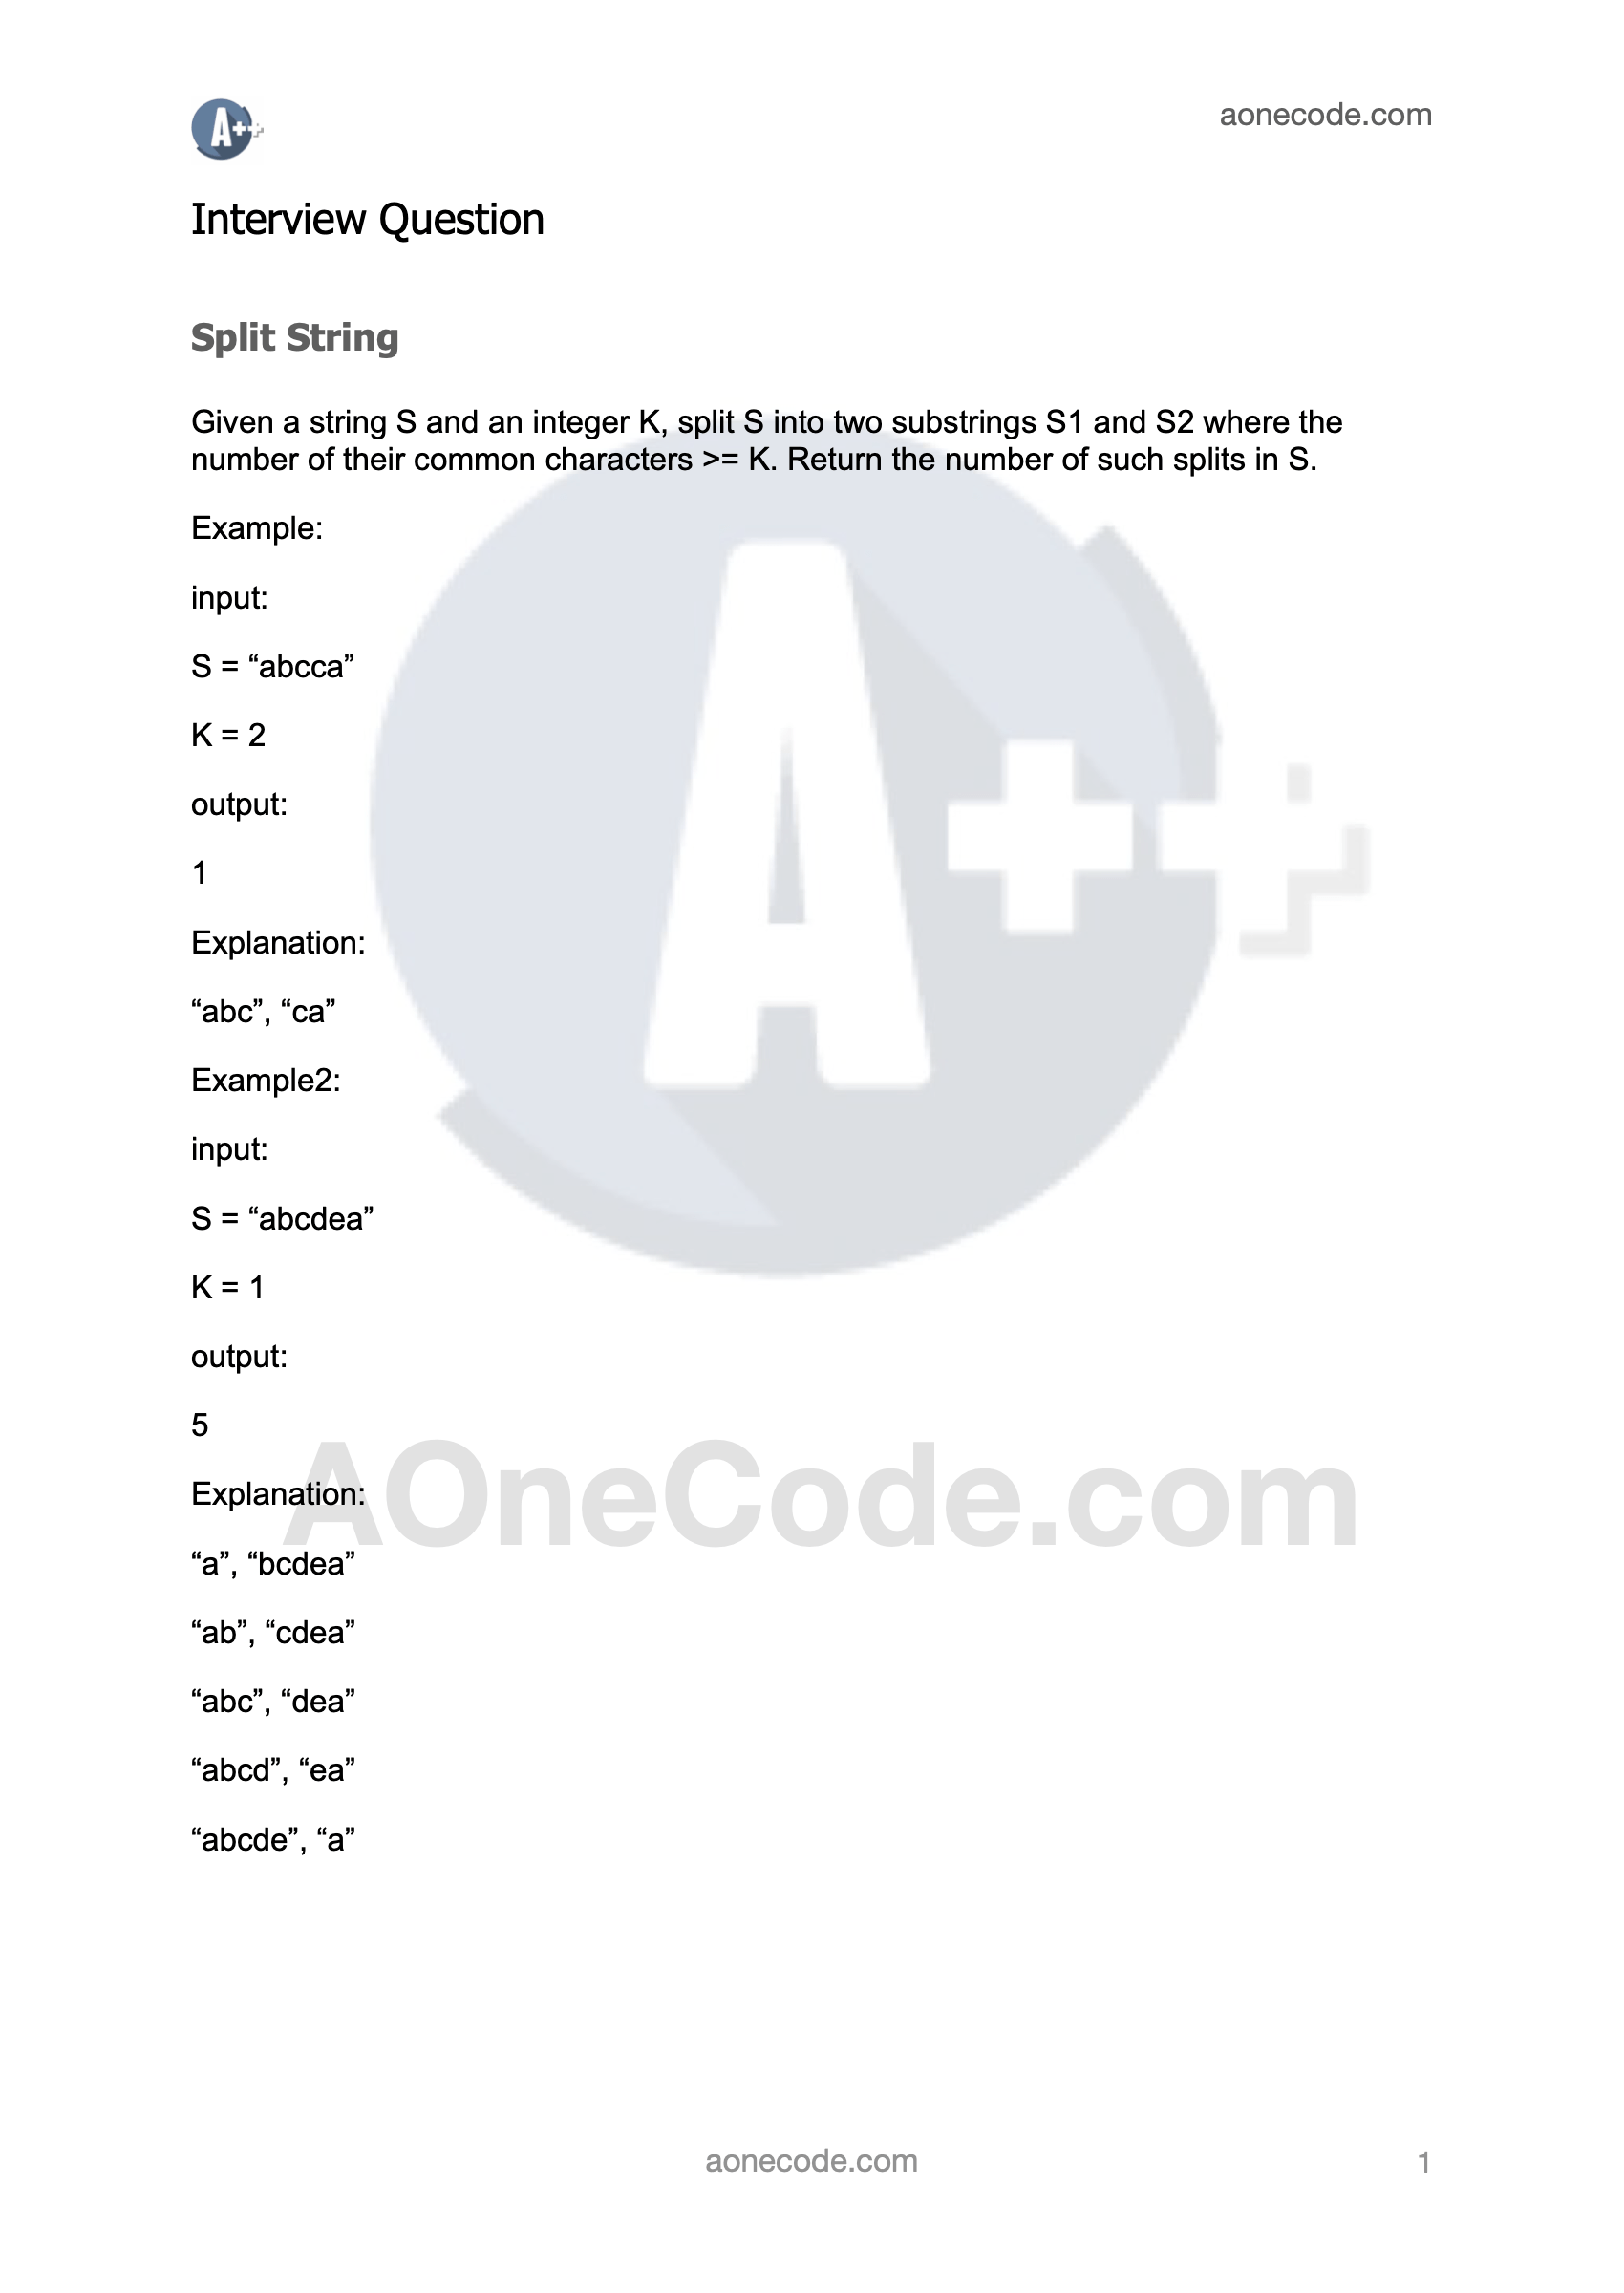 A++
aonecode.com
Interview Question
Split String
Given a string S and an integer K, split S into two substrings S1 and S2 where the
number of their common characters >= K. Return the number of such splits in S.
Example:
input:
S = “abcca”
K = 2
output:
1
Explanation:
“abc”, “ca”
Example2:
input:
S = “abcdea”
K = 1
output:
5
Explanation:
“a”, “bcdea”
“ab”, “cdea”
“abc”, “dea”
“abcd”, “ea”
“abcde”, “a”
A++
AOneCode.com
aonecode.com
1